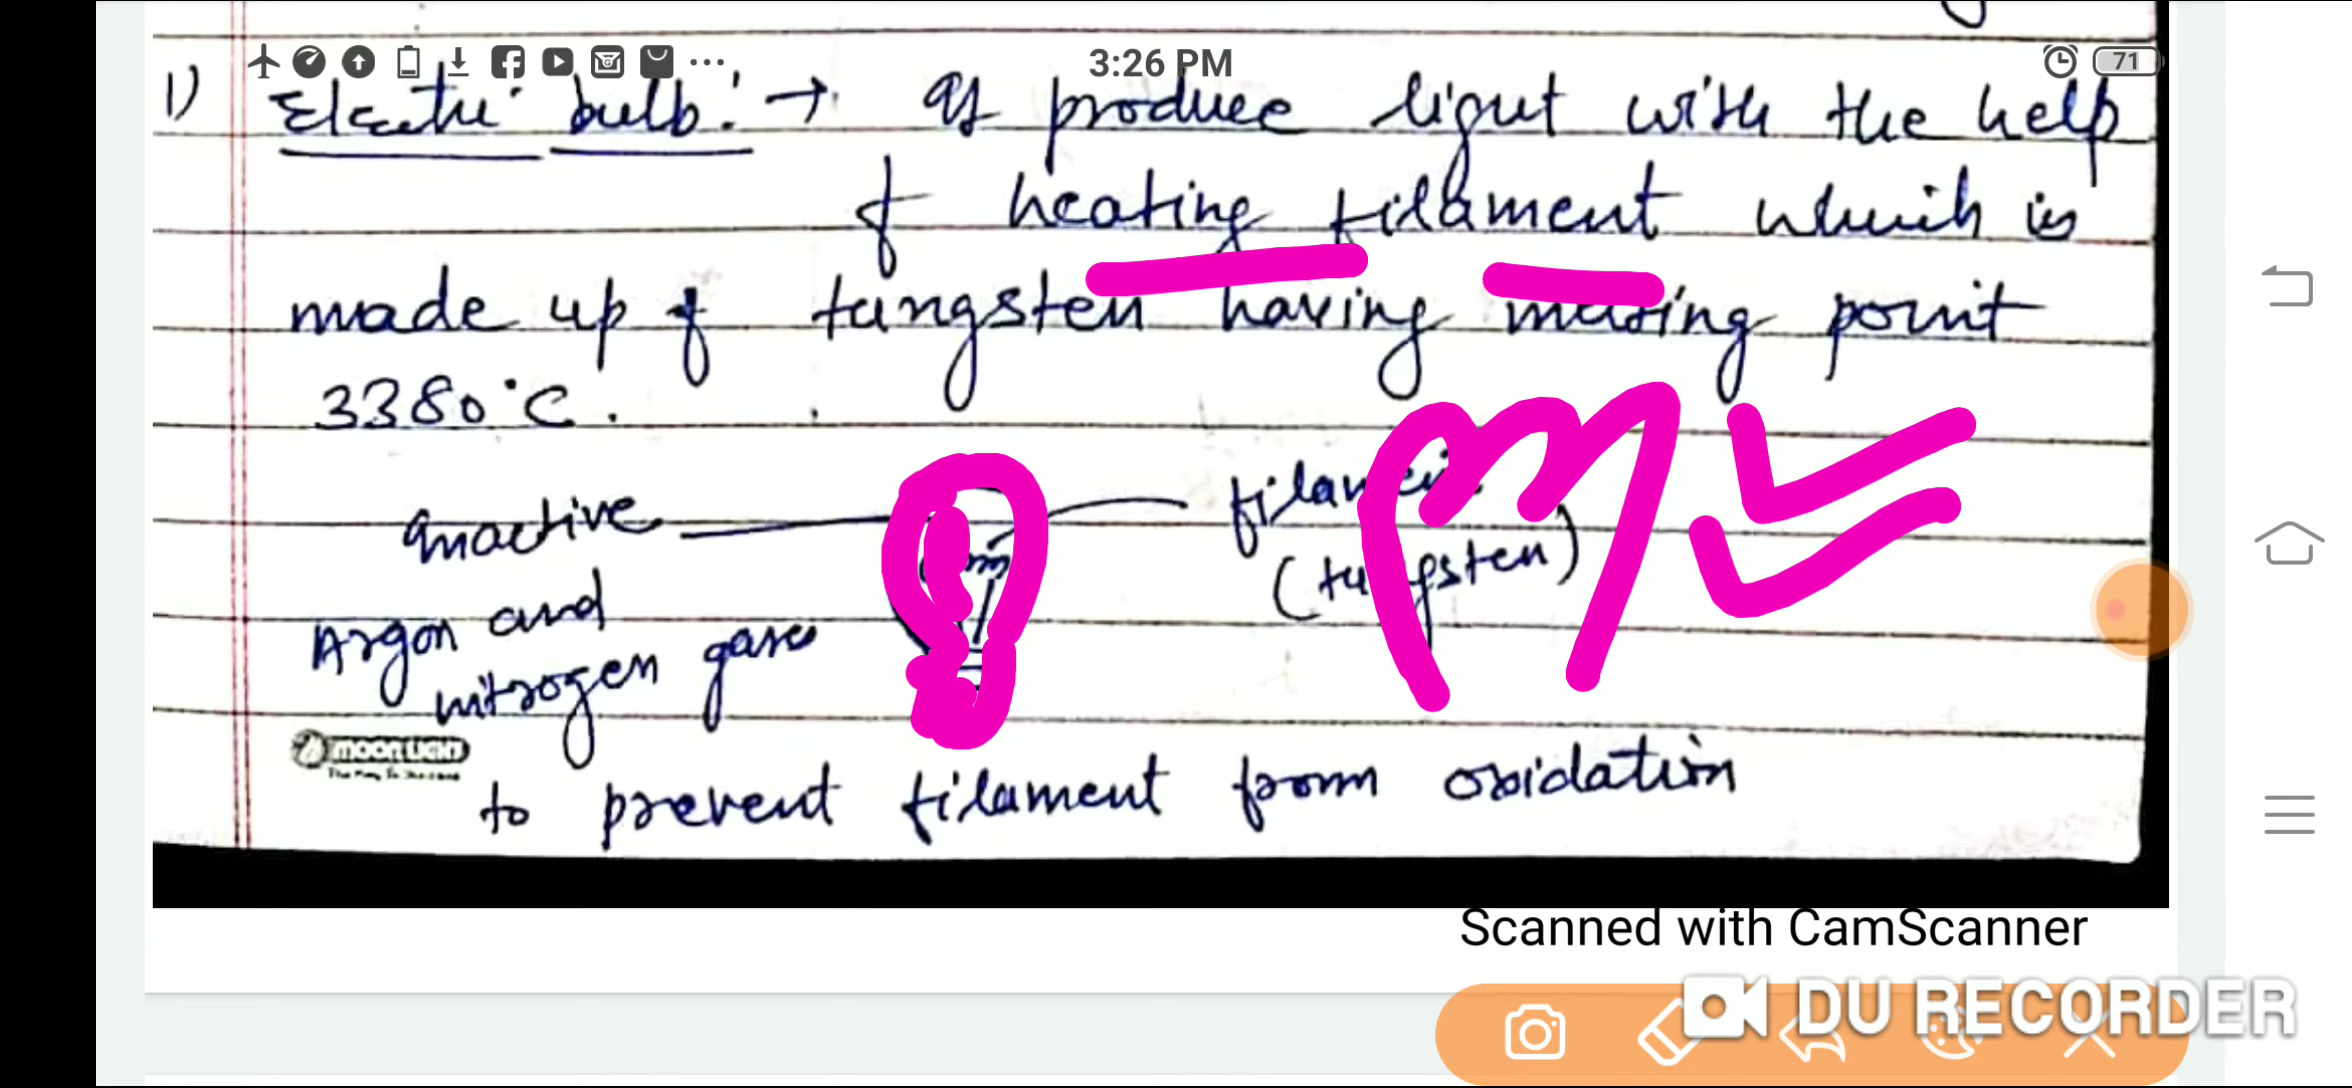 3:26 PM
71
1) Electric bulb :→ It produce light with the help
of heating filament which is
made up of tungsten having melting point
3380°C.
Inactive
Argon and
nitrogen gases
filament
(tungsten)
to prevent filament from oxidation
MOONLIGHT
Scanned with CamScanner
DU RECORDER